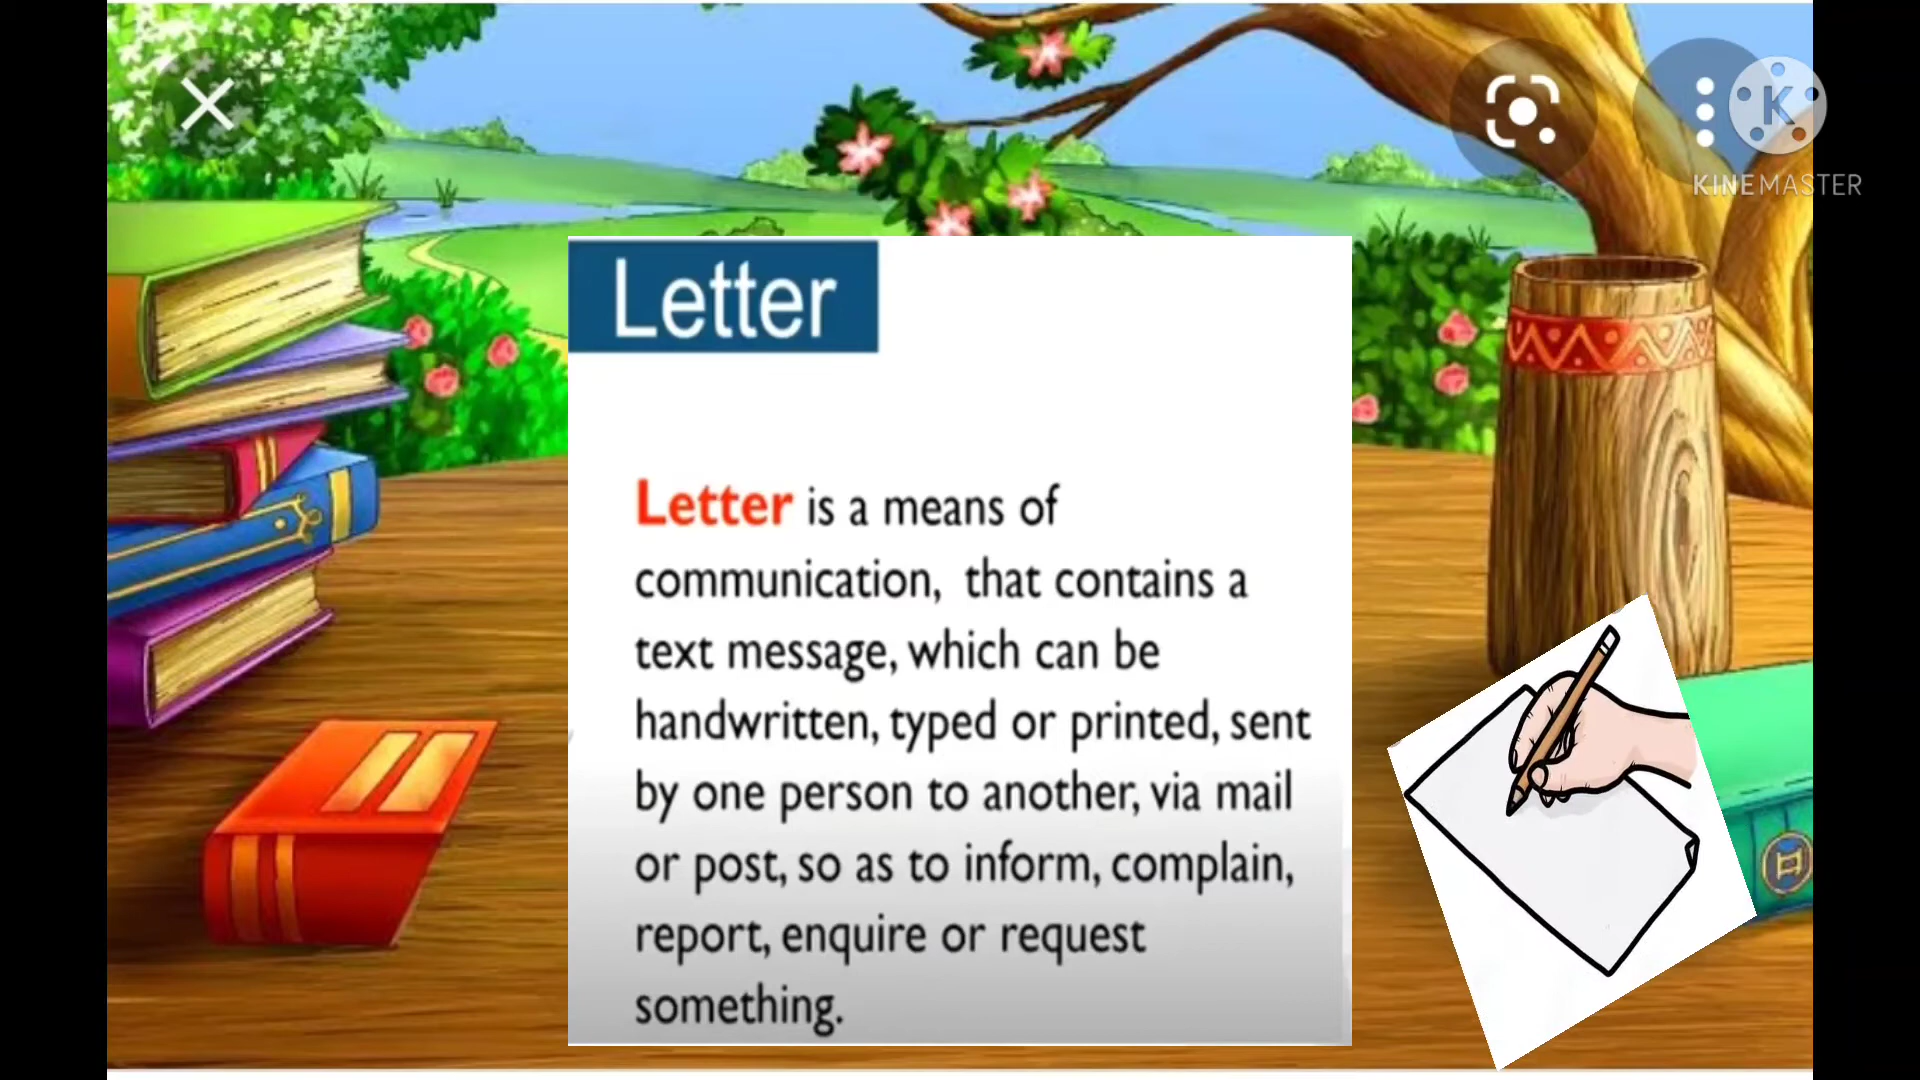 KINEMASTER
Letter
Letter is a means of
communication, that contains a
text message, which can be
handwritten, typed or printed, sent
by one person to another, via mail
or post, so as to inform, complain,
report, enquire or request
something.